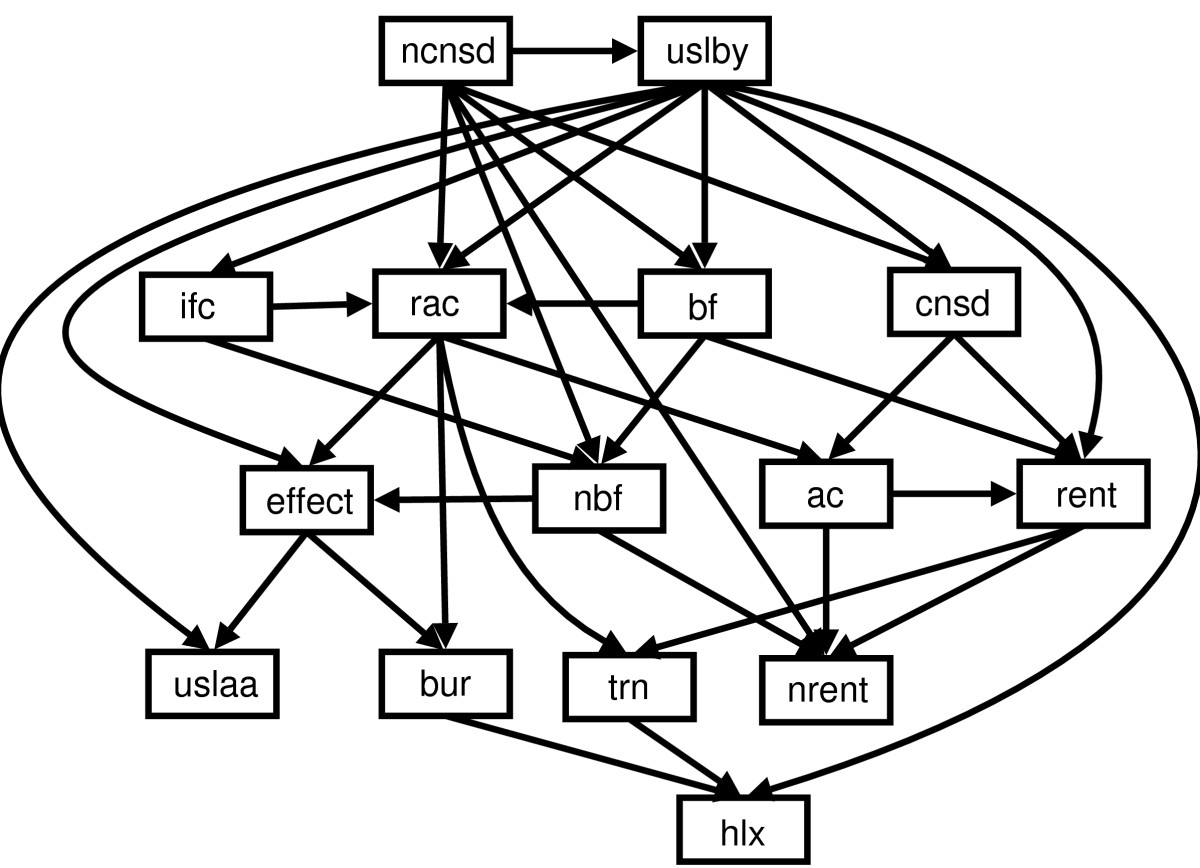 ncnsd
uslby
ifc
rac
bf
cnsd
effect
nbf
ac
rent
uslaa
bur
trn
nrent
hlx